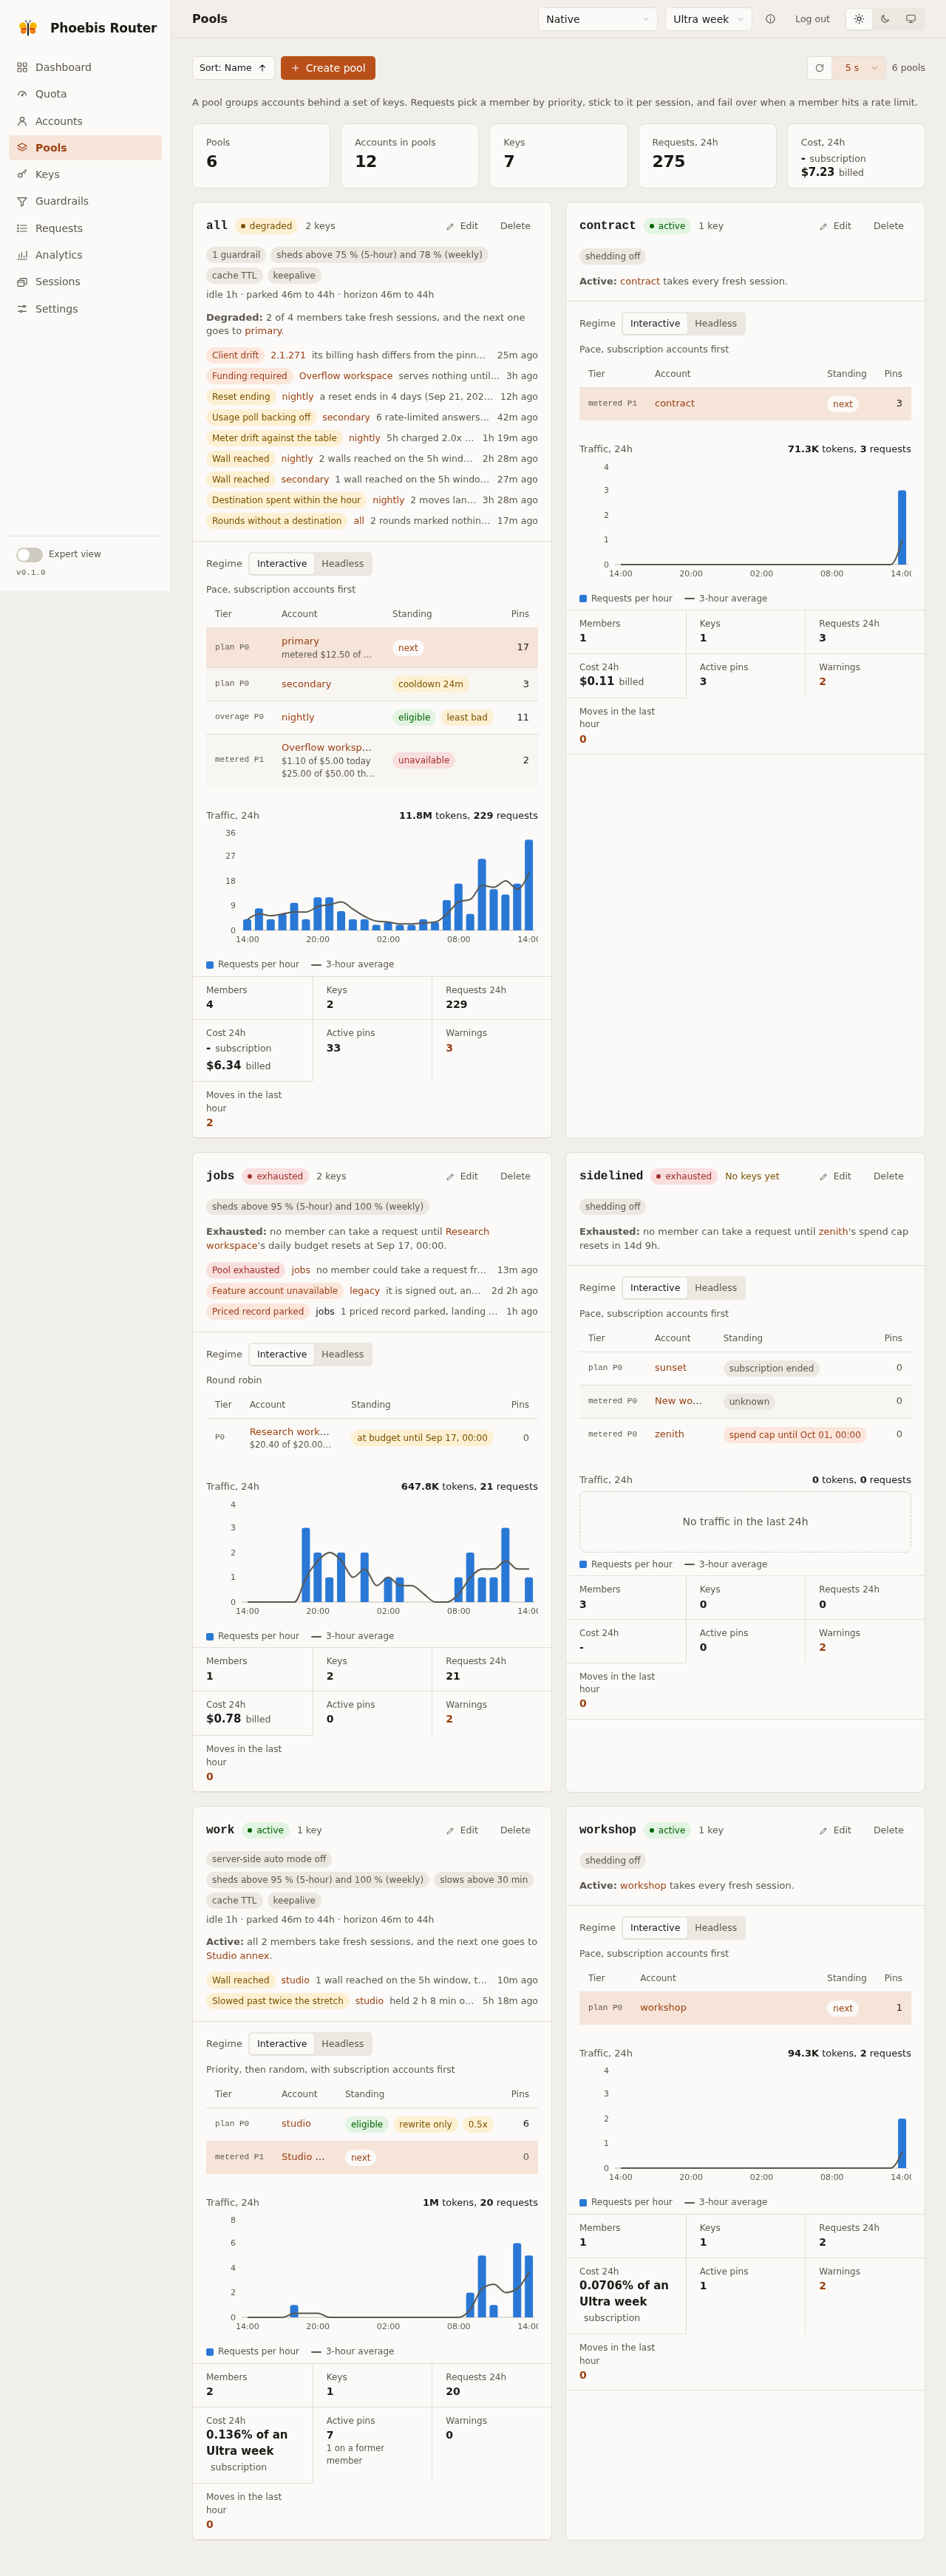 Phoebis Router
Dashboard
Quota
Accounts
Pools
Keys
Guardrails
Requests
Analytics
Sessions
Settings
Expert view
v0.1.0
Pools
Native
Ultra week
Log out
Sort: Name
Create pool
5 s
6 pools
A pool groups accounts behind a set of keys. Requests pick a member by priority, stick to it per session, and fail over when a member hits a rate limit.
Pools
6
Accounts in pools
12
Keys
7
Requests, 24h
275
Cost, 24h
- subscription
$7.23 billed
all degraded 2 keys Edit Delete
1 guardrail sheds above 75 % (5-hour) and 78 % (weekly)
cache TTL keepalive
idle 1h · parked 46m to 44h · horizon 46m to 44h
Degraded: 2 of 4 members take fresh sessions, and the next one
goes to primary.
Client drift 2.1.271 its billing hash differs from the pinn… 25m ago
Funding required Overflow workspace serves nothing until… 3h ago
Reset ending nightly a reset ends in 4 days (Sep 21, 202… 12h ago
Usage poll backing off secondary 6 rate-limited answers… 42m ago
Meter drift against the table nightly 5h charged 2.0x … 1h 19m ago
Wall reached nightly 2 walls reached on the 5h wind… 2h 28m ago
Wall reached secondary 1 wall reached on the 5h windo… 27m ago
Destination spent within the hour nightly 2 moves lan… 3h 28m ago
Rounds without a destination all 2 rounds marked nothin… 17m ago
Regime Interactive Headless
Pace, subscription accounts first
Tier Account Standing Pins
plan P0 primary next 17
metered $12.50 of …
plan P0 secondary cooldown 24m 3
overage P0 nightly eligible least bad 11
metered P1 Overflow worksp… unavailable 2
$1.10 of $5.00 today
$25.00 of $50.00 th…
Traffic, 24h 11.8M tokens, 229 requests
36
27
18
9
0
14:00 20:00 02:00 08:00 14:00
Requests per hour 3-hour average
Members
4
Keys
2
Requests 24h
229
Cost 24h
- subscription
$6.34 billed
Active pins
33
Warnings
3
Moves in the last
hour
2
contract active 1 key Edit Delete
shedding off
Active: contract takes every fresh session.
Regime Interactive Headless
Pace, subscription accounts first
Tier Account Standing Pins
metered P1 contract next 3
Traffic, 24h 71.3K tokens, 3 requests
4
3
2
1
0
14:00 20:00 02:00 08:00 14:00
Requests per hour 3-hour average
Members
1
Keys
1
Requests 24h
3
Cost 24h
$0.11 billed
Active pins
3
Warnings
2
Moves in the last
hour
0
jobs exhausted 2 keys Edit Delete
sheds above 95 % (5-hour) and 100 % (weekly)
Exhausted: no member can take a request until Research
workspace's daily budget resets at Sep 17, 00:00.
Pool exhausted jobs no member could take a request fr… 13m ago
Feature account unavailable legacy it is signed out, an… 2d 2h ago
Priced record parked jobs 1 priced record parked, landing … 1h ago
Regime Interactive Headless
Round robin
Tier Account Standing Pins
P0 Research work… at budget until Sep 17, 00:00 0
$20.40 of $20.00…
Traffic, 24h 647.8K tokens, 21 requests
4
3
2
1
0
14:00 20:00 02:00 08:00 14:00
Requests per hour 3-hour average
Members
1
Keys
2
Requests 24h
21
Cost 24h
$0.78 billed
Active pins
0
Warnings
2
Moves in the last
hour
0
sidelined exhausted No keys yet Edit Delete
shedding off
Exhausted: no member can take a request until zenith's spend cap
resets in 14d 9h.
Regime Interactive Headless
Pace, subscription accounts first
Tier Account Standing Pins
plan P0 sunset subscription ended 0
metered P0 New wo… unknown 0
metered P0 zenith spend cap until Oct 01, 00:00 0
Traffic, 24h 0 tokens, 0 requests
No traffic in the last 24h
Requests per hour 3-hour average
Members
3
Keys
0
Requests 24h
0
Cost 24h
-
Active pins
0
Warnings
2
Moves in the last
hour
0
work active 1 key Edit Delete
server-side auto mode off
sheds above 95 % (5-hour) and 100 % (weekly) slows above 30 min
cache TTL keepalive
idle 1h · parked 46m to 44h · horizon 46m to 44h
Active: all 2 members take fresh sessions, and the next one goes to
Studio annex.
Wall reached studio 1 wall reached on the 5h window, t… 10m ago
Slowed past twice the stretch studio held 2 h 8 min o… 5h 18m ago
Regime Interactive Headless
Priority, then random, with subscription accounts first
Tier Account Standing Pins
plan P0 studio eligible rewrite only 0.5x 6
metered P1 Studio … next 0
Traffic, 24h 1M tokens, 20 requests
8
6
4
2
0
14:00 20:00 02:00 08:00 14:00
Requests per hour 3-hour average
Members
2
Keys
1
Requests 24h
20
Cost 24h
0.136% of an
Ultra week
subscription
Active pins
7
1 on a former
member
Warnings
0
Moves in the last
hour
0
workshop active 1 key Edit Delete
shedding off
Active: workshop takes every fresh session.
Regime Interactive Headless
Pace, subscription accounts first
Tier Account Standing Pins
plan P0 workshop next 1
Traffic, 24h 94.3K tokens, 2 requests
4
3
2
1
0
14:00 20:00 02:00 08:00 14:00
Requests per hour 3-hour average
Members
1
Keys
1
Requests 24h
2
Cost 24h
0.0706% of an
Ultra week
subscription
Active pins
1
Warnings
2
Moves in the last
hour
0